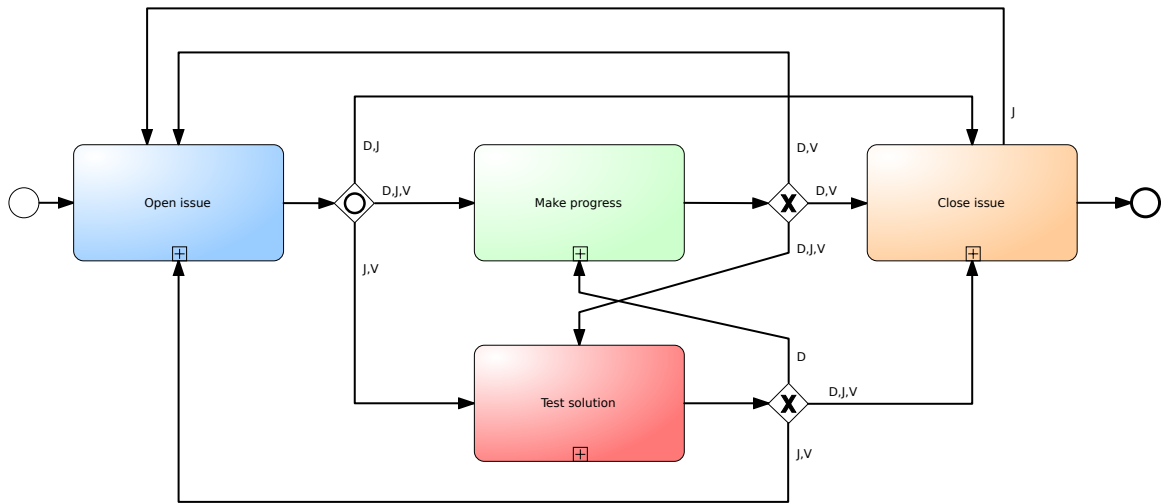 J
D,J
D,V
D,J,V
D,V
Open issue
Make progress
X
Close issue
D,J,V
J,V
D
D,J,V
Test solution
X
J,V